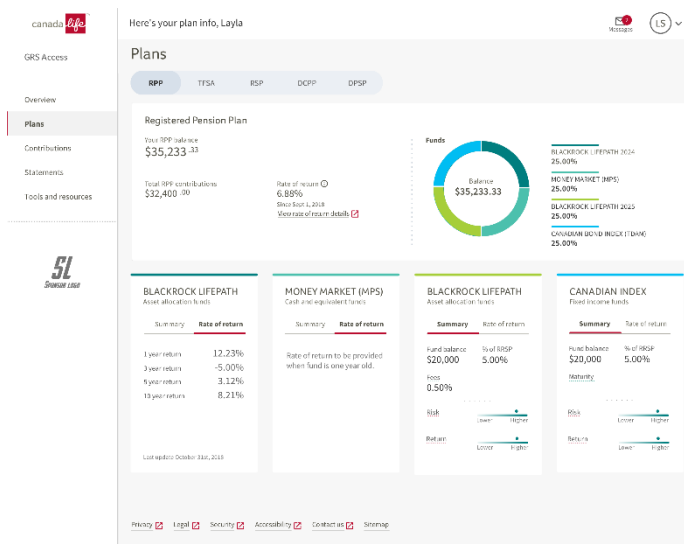 canada life
Here's your plan info, Layla
7
Messages
LS
GRS Access
Overview
Plans
Contributions
Statements
Tools and resources
SL
SPONSOR LOGO
Plans
RPP
TFSA
RSP
DCPP
DPSP
Registered Pension Plan
Your RPP balance
$35,233 .33
Total RPP contributions
$32,400 .00
Rate of return
6.88%
Since Sept 1, 2018
View rate of return details
Funds
Balance
$35,233.33
BLACKROCK LIFEPATH 2024
25.00%
MONEY MARKET (MPS)
25.00%
BLACKROCK LIFEPATH 2025
25.00%
CANADIAN BOND INDEX (TDAM)
25.00%
BLACKROCK LIFEPATH
Asset allocation funds
Summary Rate of return
1 year return 12.23%
3 year return -5.00%
5 year return 3.12%
10 year return 8.21%
Last update October 31st, 2018
MONEY MARKET (MPS)
Cash and equivalent funds
Summary Rate of return
Rate of return to be provided
when fund is one year old.
BLACKROCK LIFEPATH
Asset allocation funds
Summary Rate of return
Fund balance % of RRSP
$20,000 5.00%
Fees
0.50%
Risk
Lower Higher
Return
Lower Higher
CANADIAN INDEX
Fixed income funds
Summary Rate of return
Fund balance % of RRSP
$20,000 5.00%
Maturity
Risk
Lower Higher
Return
Lower Higher
Privacy Legal Security Accessibility Contact us Sitemap